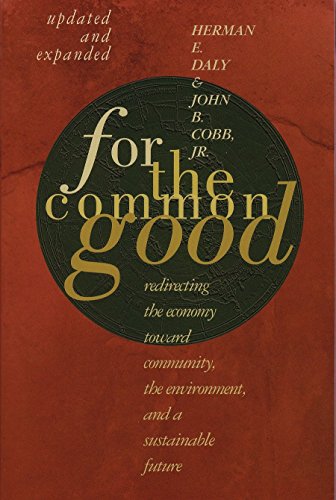 updated
and
expanded
HERMAN
E.
DALY
&
JOHN
B.
COBB,
JR.
for
the
common
good
redirecting
the economy
toward
community,
the environment,
and a
sustainable
future